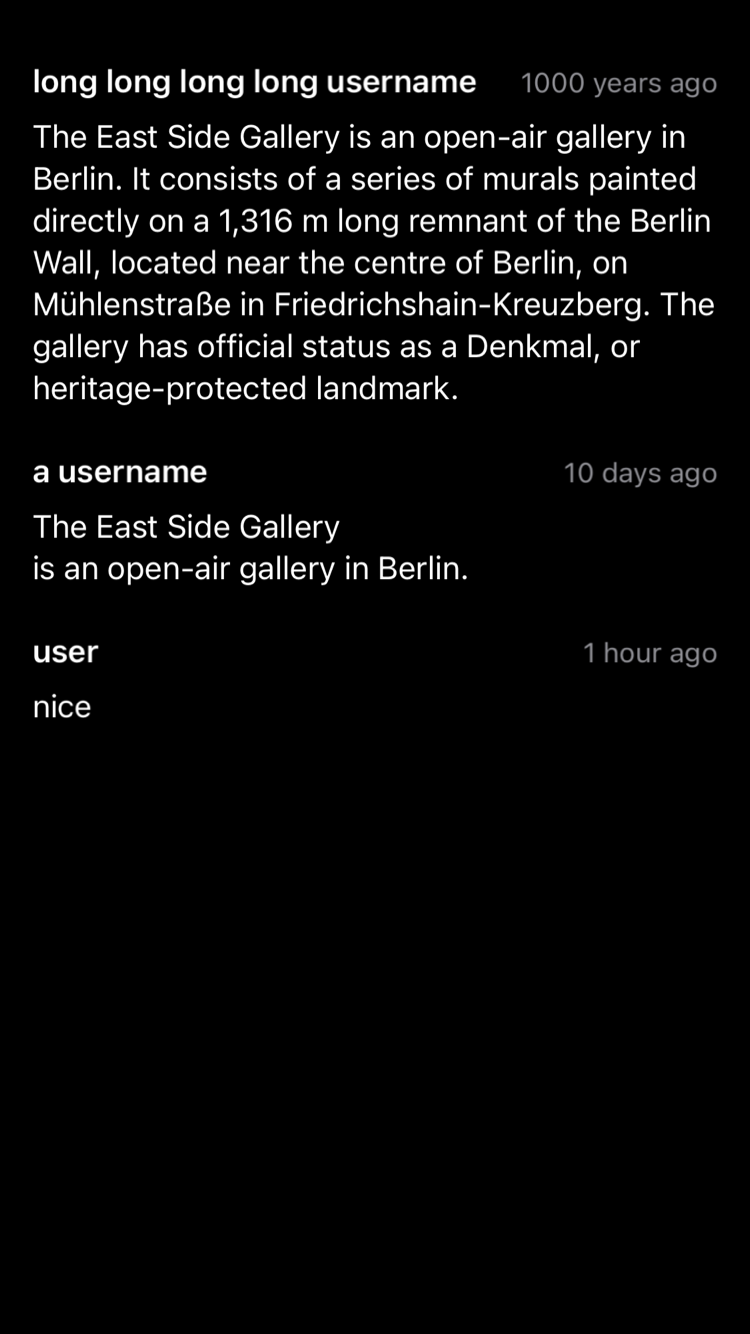 long long long long username 1000 years ago
The East Side Gallery is an open-air gallery in
Berlin. It consists of a series of murals painted
directly on a 1,316 m long remnant of the Berlin
Wall, located near the centre of Berlin, on
Mühlenstraße in Friedrichshain-Kreuzberg. The
gallery has official status as a Denkmal, or
heritage-protected landmark.
a username 10 days ago
The East Side Gallery
is an open-air gallery in Berlin.
user 1 hour ago
nice